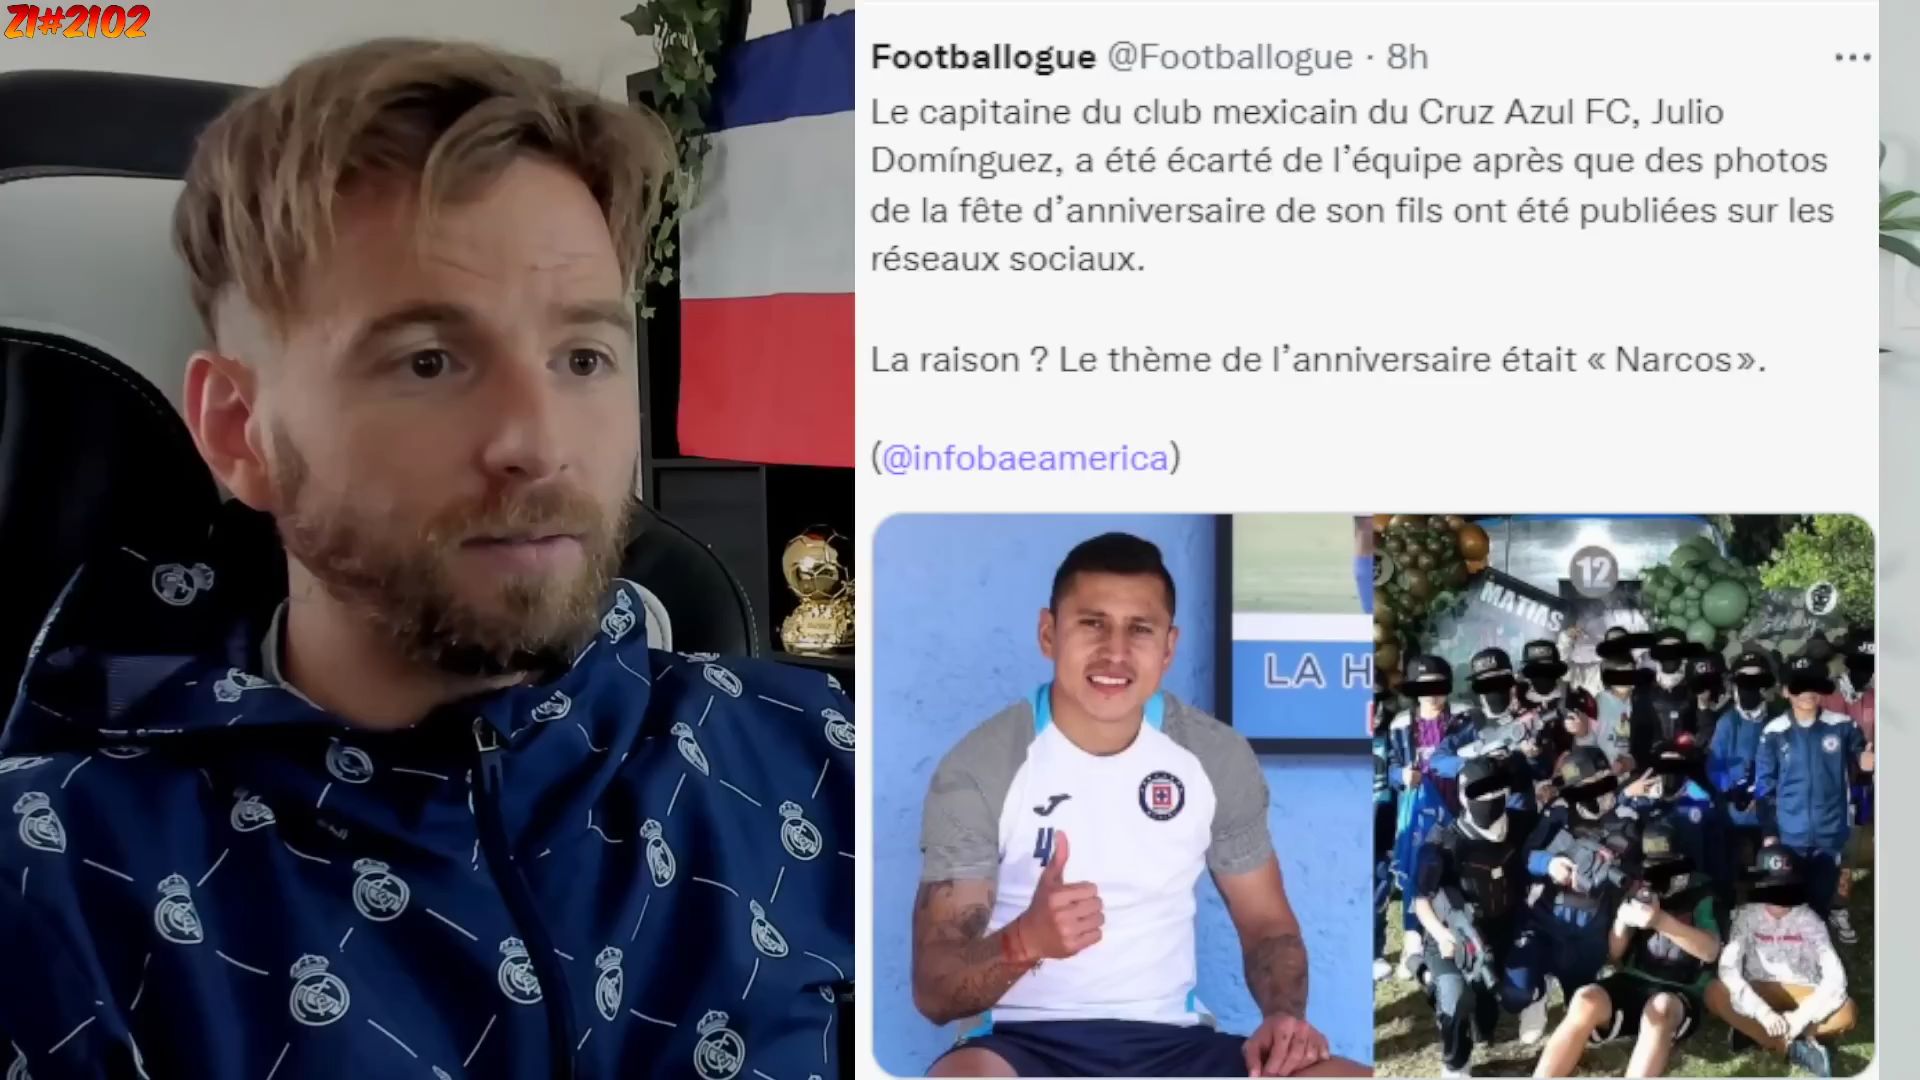 ZI#2102
Footballogue @Footballogue · 8h
Le capitaine du club mexicain du Cruz Azul FC, Julio
Domínguez, a été écarté de l’équipe après que des photos
de la fête d’anniversaire de son fils ont été publiées sur les
réseaux sociaux.
La raison ? Le thème de l’anniversaire était « Narcos».
(@infobaeamerica)
LA H
4
12
MATIAS